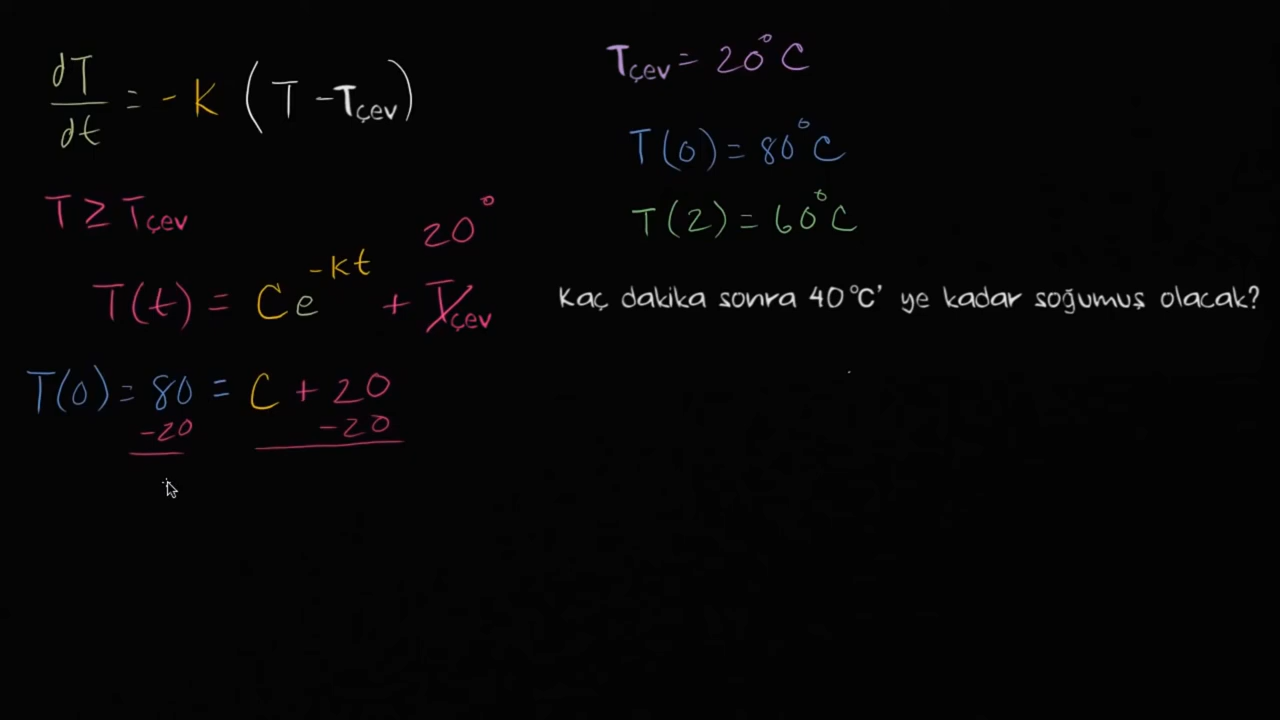 dT/dt = -k (T - Tçev)
T ≥ Tçev
20°
T(t) = Ce^-kt + Tçev
T(0) = 80 = C + 20
-20 -20
Tçev = 20°C
T(0) = 80°C
T(2) = 60°C
Kaç dakika sonra 40°C' ye kadar soğumuş olacak?